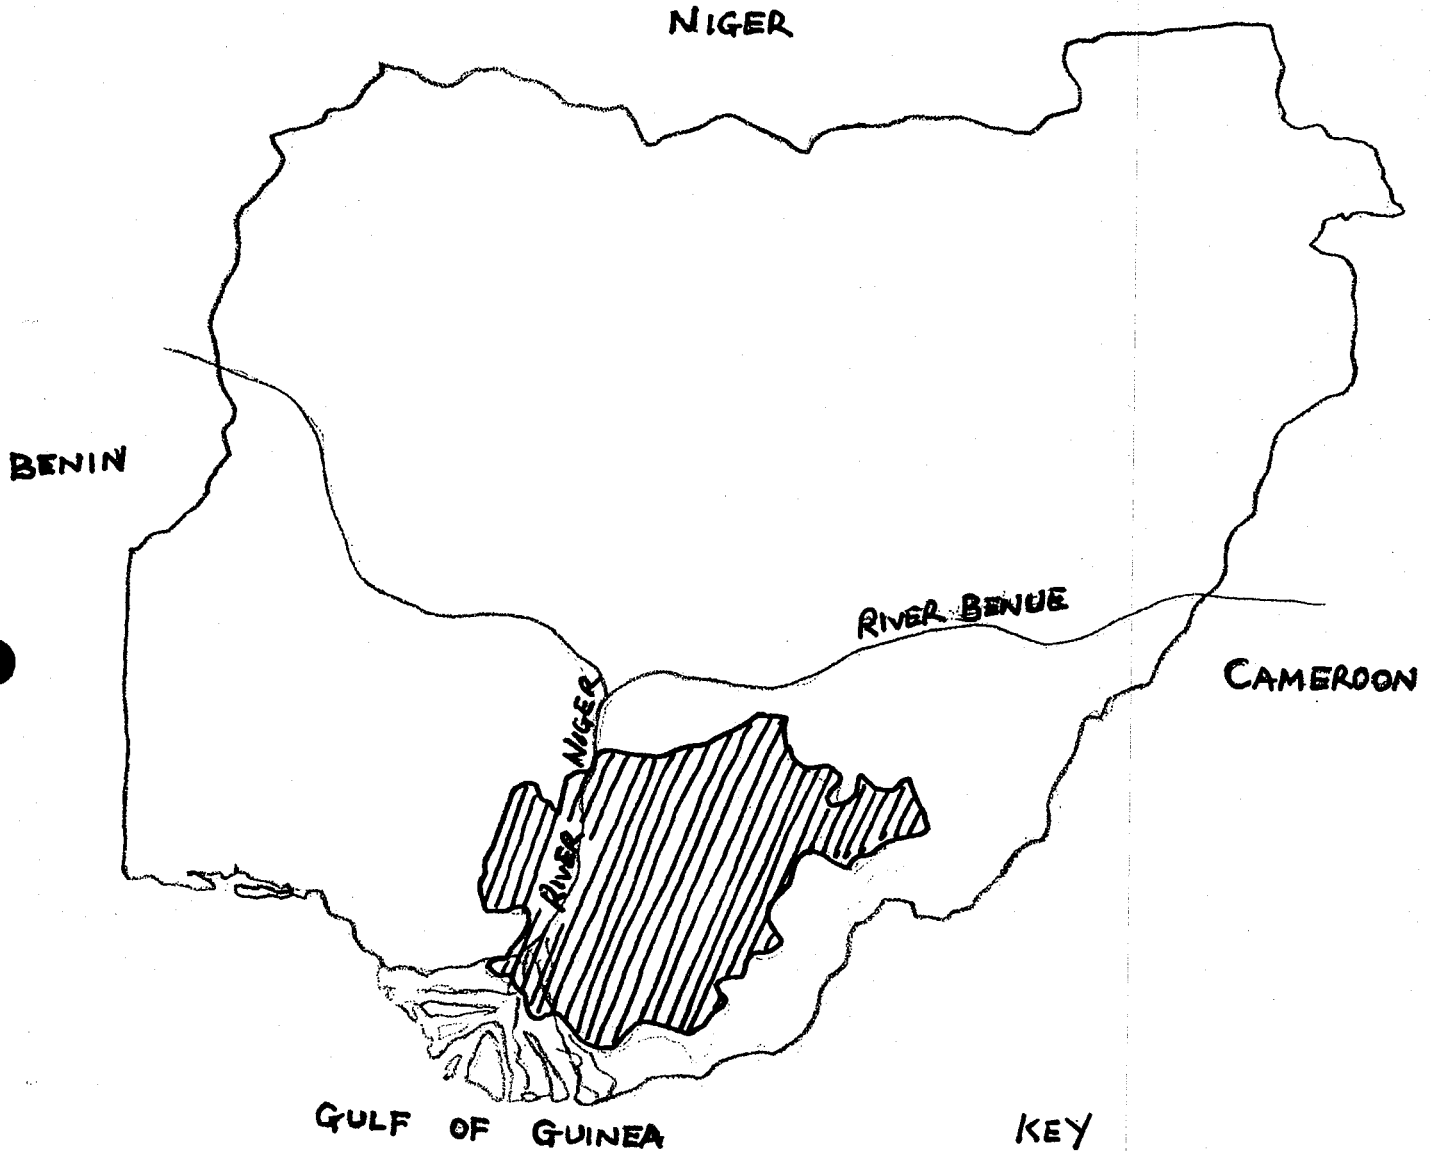 NIGER
BENIN
RIVER BENUE
CAMEROON
RIVER NIGER
GULF OF GUINEA
KEY